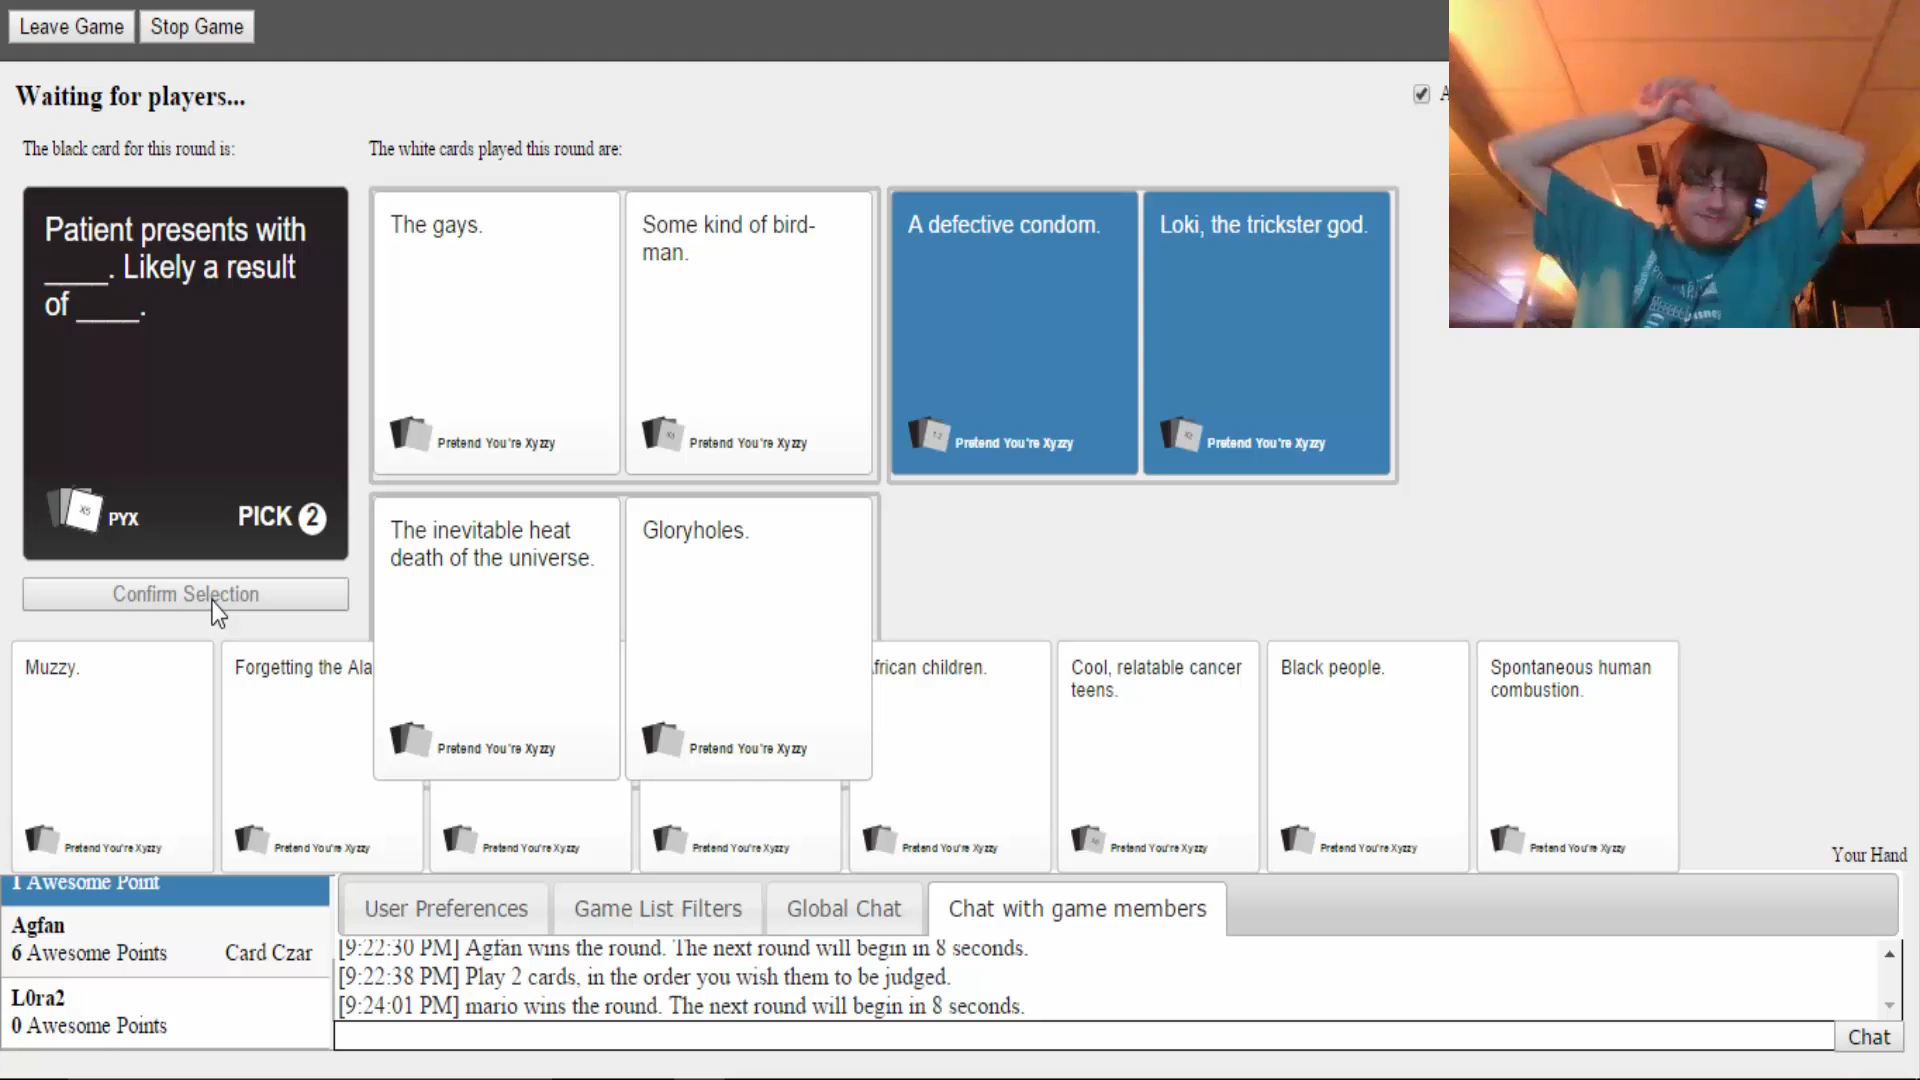 Leave Game
Stop Game
Waiting for players...
A
The black card for this round is:
The white cards played this round are:
Patient presents with
____. Likely a result
of ____.
X5
PYX
PICK 2
The gays.
Pretend You're Xyzzy
Some kind of bird-
man.
X3
Pretend You're Xyzzy
A defective condom.
Pretend You're Xyzzy
Loki, the trickster god.
Pretend You're Xyzzy
The inevitable heat
death of the universe.
Pretend You're Xyzzy
Gloryholes.
Pretend You're Xyzzy
Confirm Selection
Muzzy.
Pretend You're Xyzzy
Forgetting the Ala
Pretend You're Xyzzy
Pretend You're Xyzzy
Pretend You're Xyzzy
frican children.
Pretend You're Xyzzy
Cool, relatable cancer
teens.
Pretend You're Xyzzy
Black people.
Pretend You're Xyzzy
Spontaneous human
combustion.
Pretend You're Xyzzy
Your Hand
1 Awesome Point
Agfan
6 Awesome Points
Card Czar
L0ra2
0 Awesome Points
User Preferences
Game List Filters
Global Chat
Chat with game members
[9:22:30 PM] Agfan wins the round. The next round will begin in 8 seconds.
[9:22:38 PM] Play 2 cards, in the order you wish them to be judged.
[9:24:01 PM] mario wins the round. The next round will begin in 8 seconds.
Chat